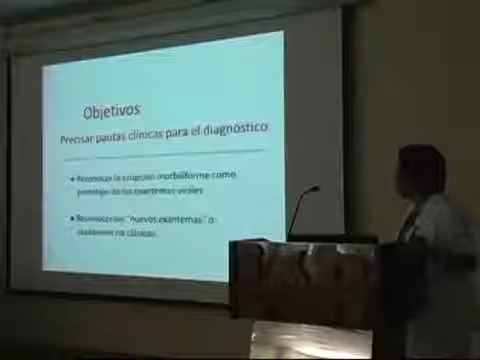 Objetivos
Precisar pautas clínicas para el diagnóstico
• Reconocer la erupción morbiliforme como
prototipo de los exantemas virales
• Reconocer los "nuevos exantemas" o
exantemas no clásicos.